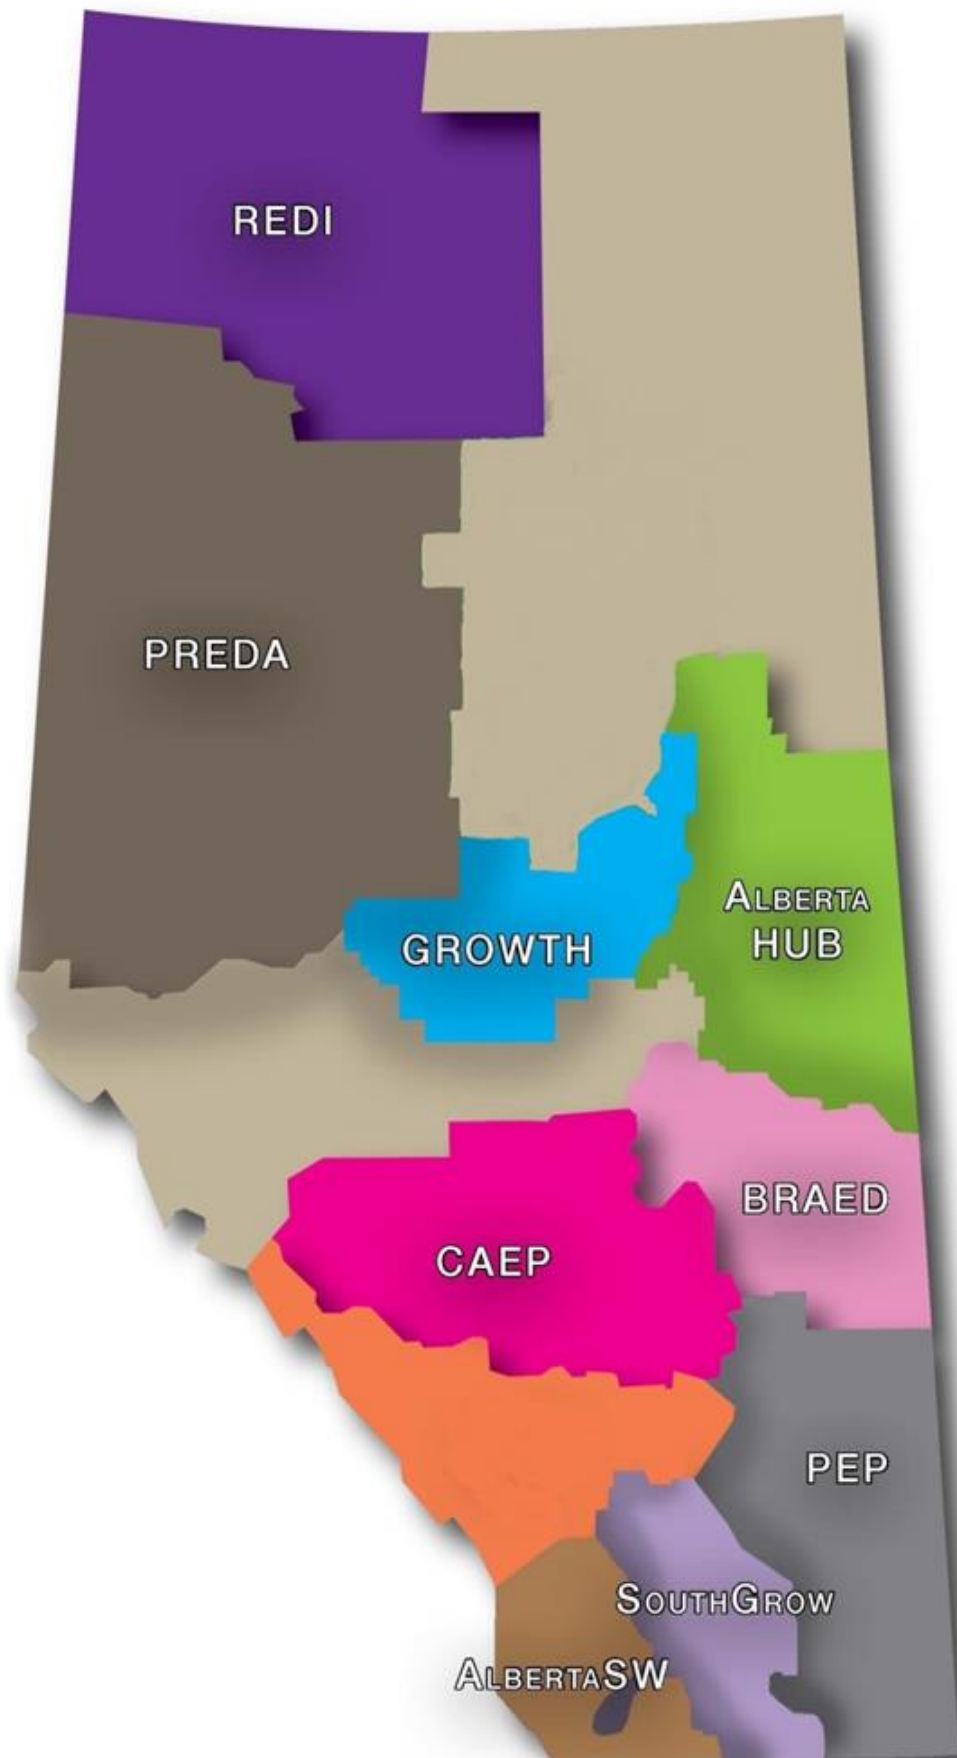 REDI
PREDA
ALBERTA
HUB
GROWTH
BRAED
CAEP
PEP
SOUTHGROW
ALBERTASW